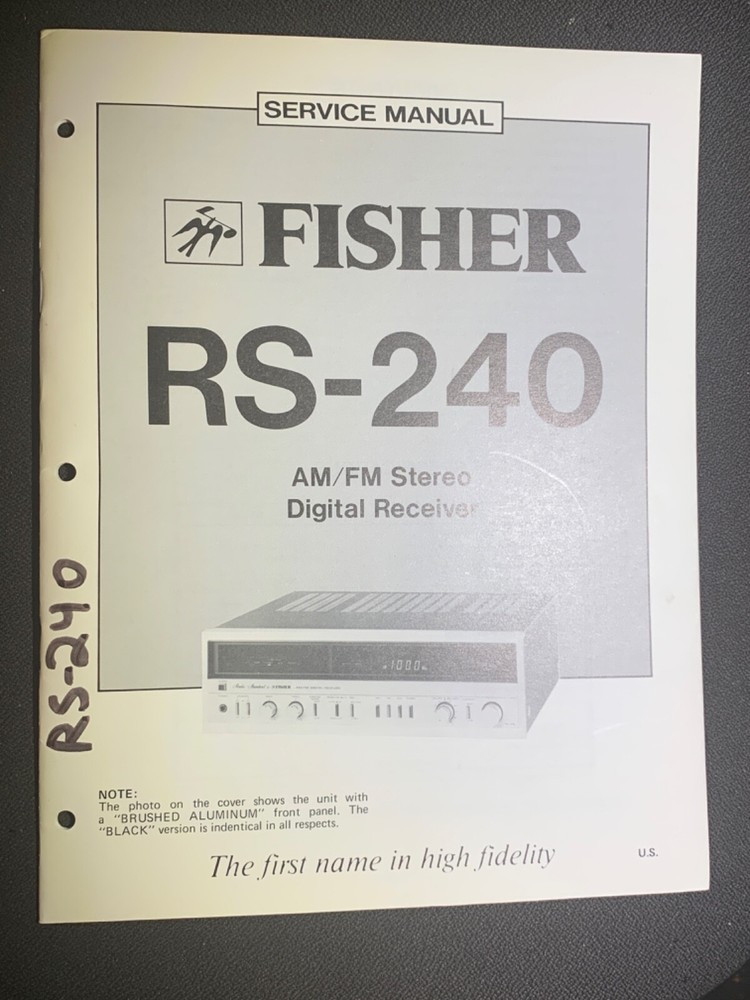 SERVICE MANUAL
FISHER
RS-240
AM/FM Stereo
Digital Receiver
1000
RS-240
NOTE:
The photo on the cover shows the unit with
a "BRUSHED ALUMINUM" front panel. The
"BLACK" version is indentical in all respects.
The first name in high fidelity
U.S.